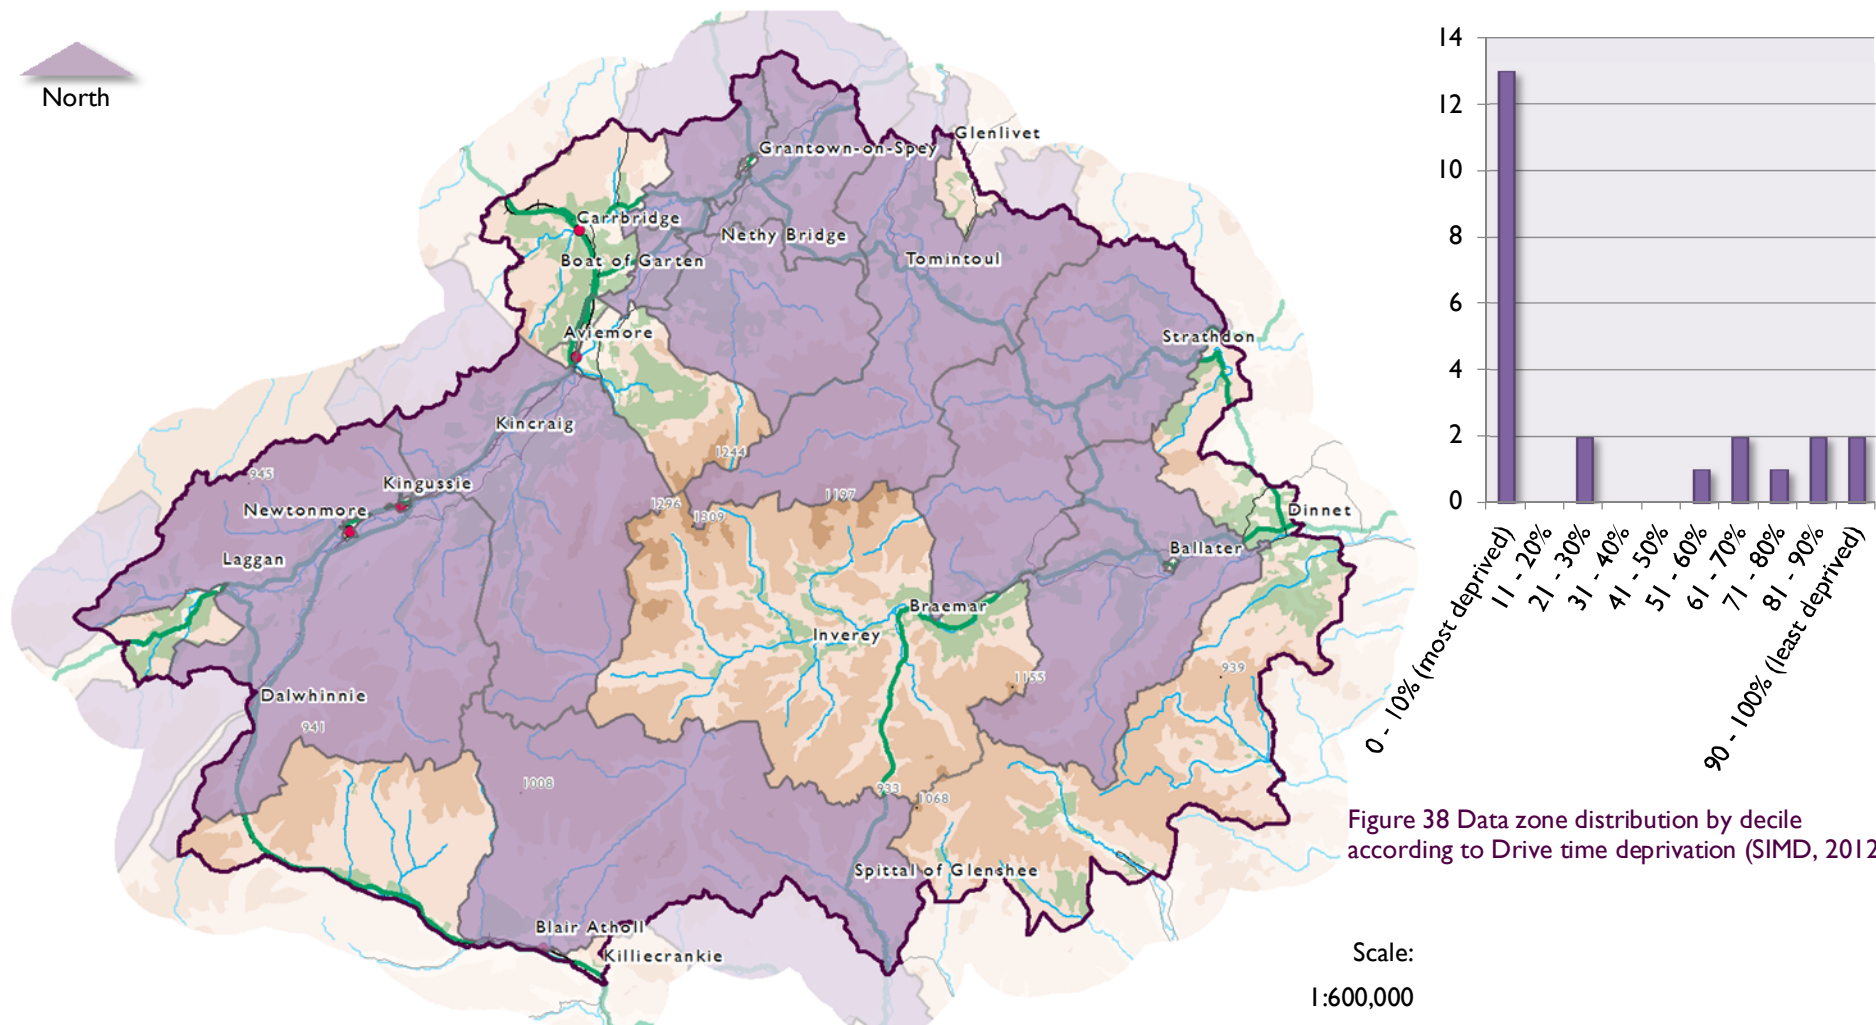 North
Glenlivet
Grantown-on-Spey
Carrbridge
Nethy Bridge
Boat of Garten
Tomintoul
Aviemore
Strathdon
Kincraig
1244
945
Kingussie
1296
1197
Newtonmore
1309
Dinnet
Laggan
Ballater
Braemar
Inverey
939
1155
Dalwhinnie
941
1008
933
1068
Spittal of Glenshee
Blair Atholl
Killiecrankie
14
12
10
8
6
4
2
0
0 - 10% (most deprived)
11 - 20%
21 - 30%
31 - 40%
41 - 50%
51 - 60%
61 - 70%
71 - 80%
81 - 90%
90 - 100% (least deprived)
Figure 38 Data zone distribution by decile
according to Drive time deprivation (SIMD, 2012
Scale:
1:600,000